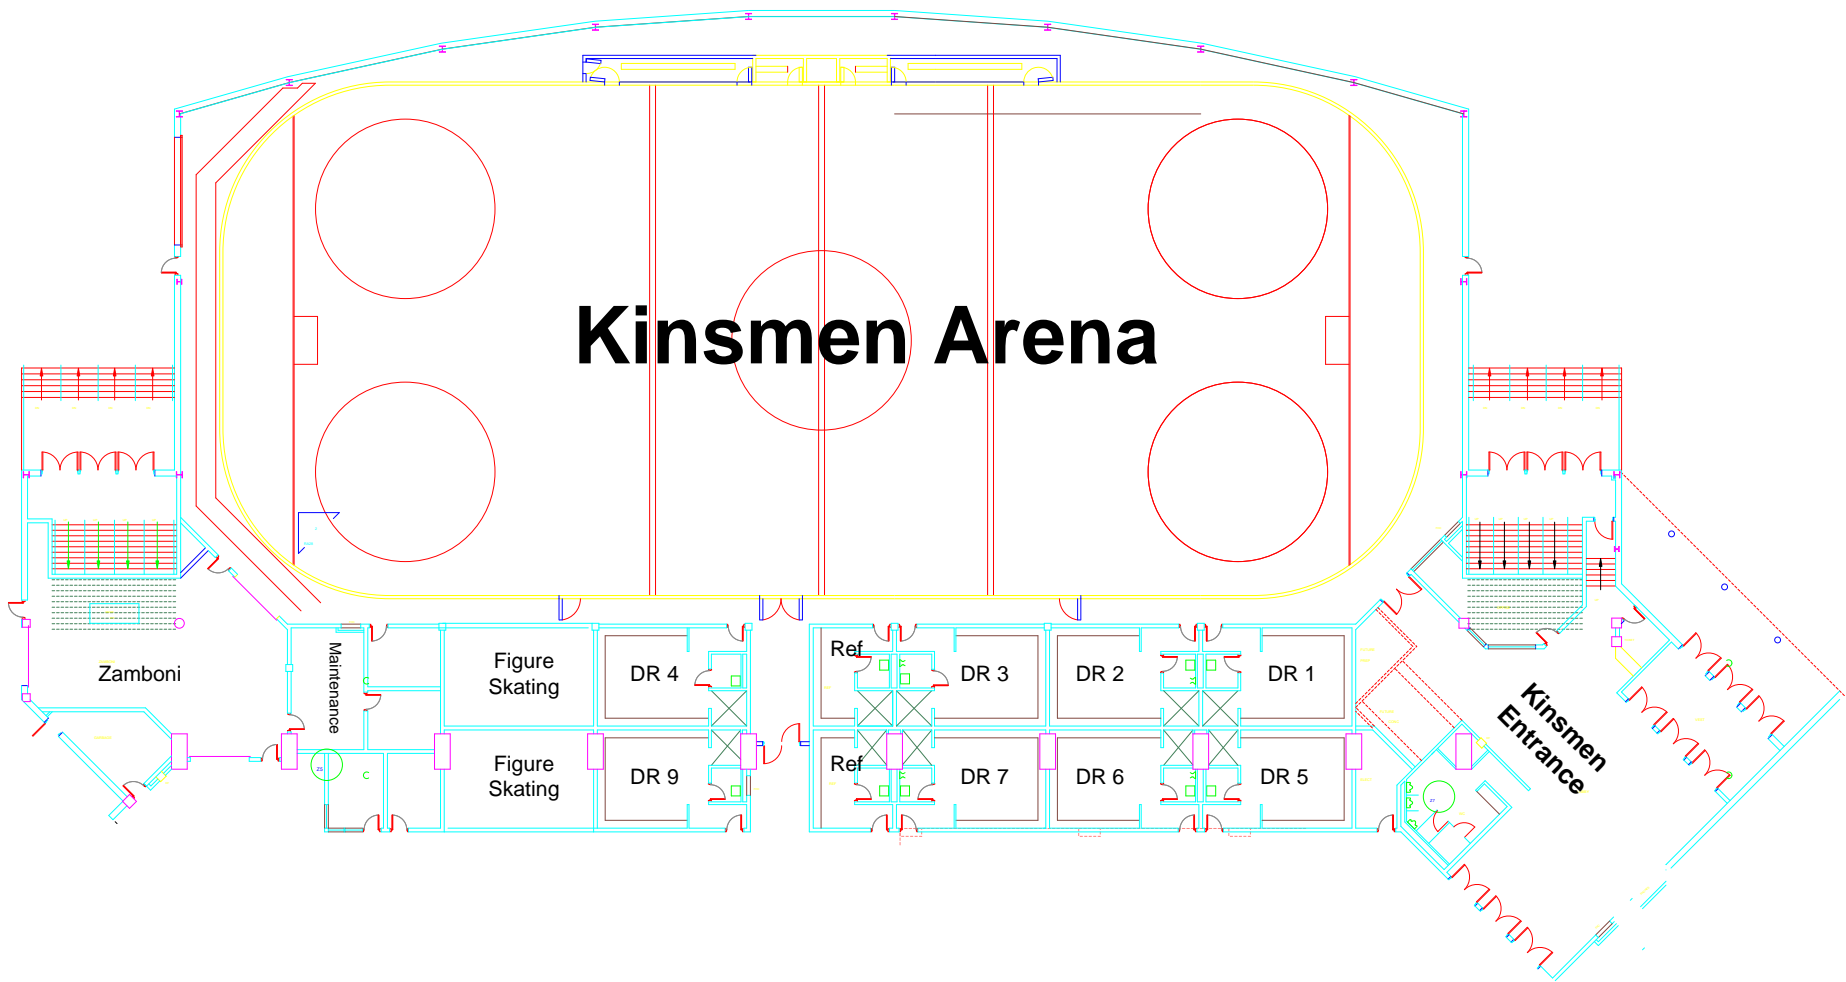 Kinsmen Arena
Zamboni
Maintenance
Figure
Skating
DR 4
Ref
DR 3
DR 2
DR 1
Figure
Skating
DR 9
Ref
DR 7
DR 6
DR 5
Kinsmen
Entrance